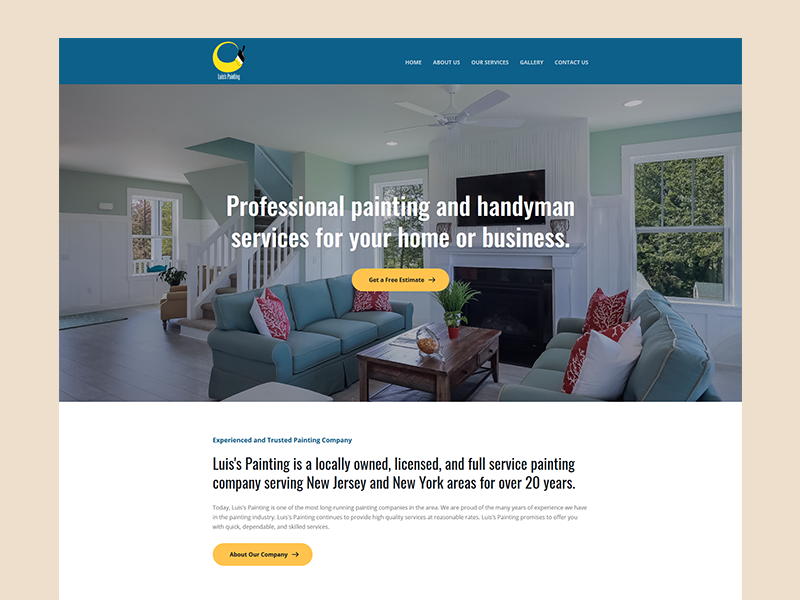 Luis's Painting
HOME ABOUT US OUR SERVICES GALLERY CONTACT US
Professional painting and handyman
services for your home or business.
Get a Free Estimate
Experienced and Trusted Painting Company
Luis's Painting is a locally owned, licensed, and full service painting
company serving New Jersey and New York areas for over 20 years.
Today, Luis's Painting is one of the most long-running painting companies in the area. We are proud of the many years of experience we have
in the painting industry. Luis's Painting continues to provide high quality services at reasonable rates. Luis's Painting promises to offer you
with quick, dependable, and skilled services.
About Our Company